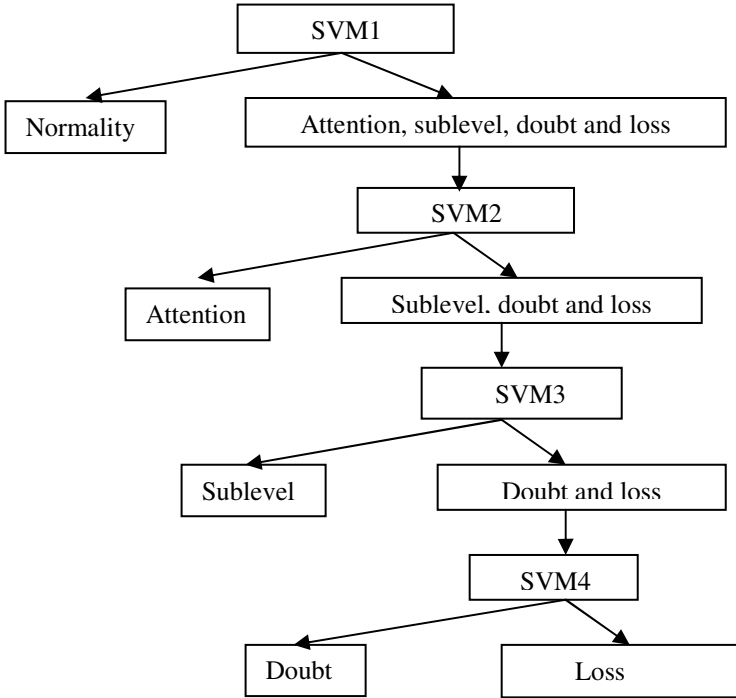 SVM1
Normality
Attention, sublevel, doubt and loss
SVM2
Attention
Sublevel, doubt and loss
SVM3
Sublevel
Doubt and loss
SVM4
Doubt
Loss